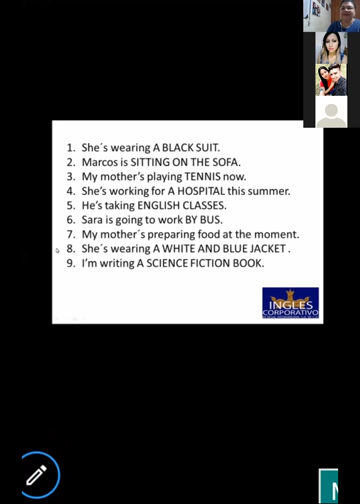 1. She´s wearing A BLACK SUIT.
2. Marcos is SITTING ON THE SOFA.
3. My mother's playing TENNIS now.
4. She's working for A HOSPITAL this summer.
5. He's taking ENGLISH CLASSES.
6. Sara is going to work BY BUS.
7. My mother´s preparing food at the moment.
8. She´s wearing A WHITE AND BLUE JACKET .
9. I'm writing A SCIENCE FICTION BOOK.
INGLES
CORPORATIVO